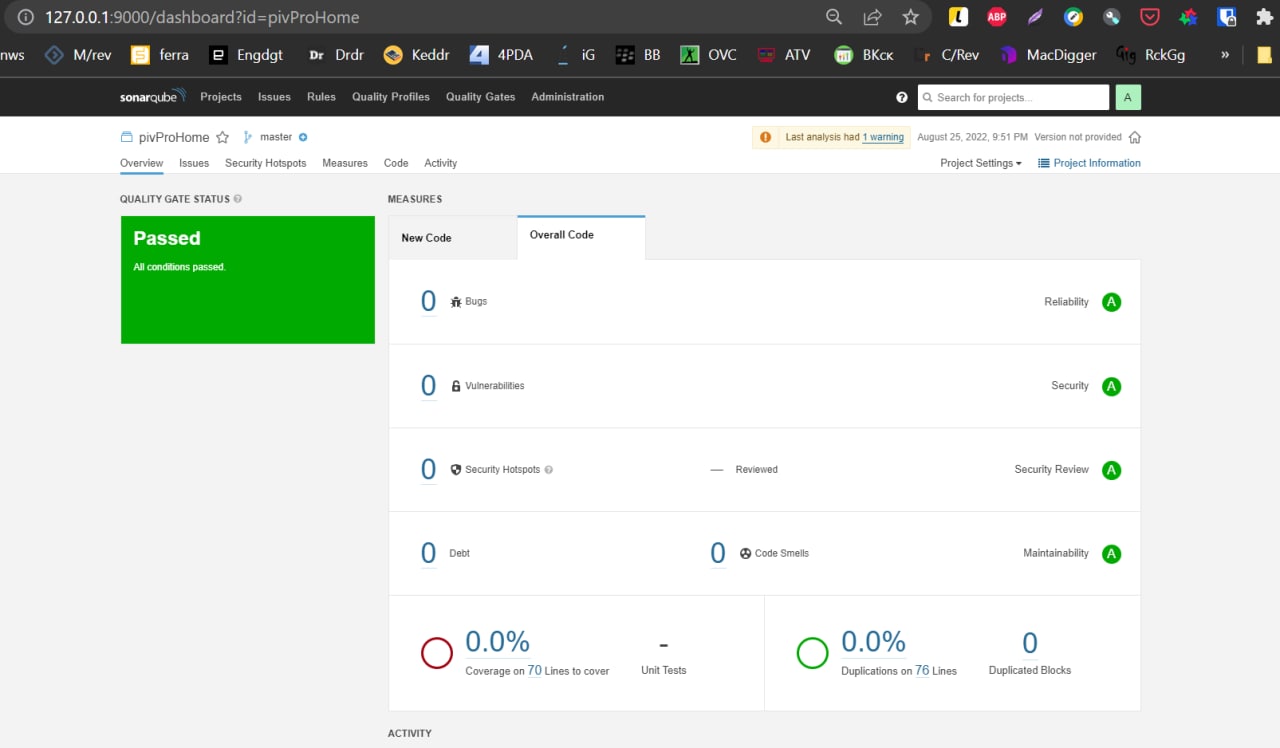 127.0.0.1:9000/dashboard?id=pivProHome
ABP
nws M/rev ferra Engdgt Dr Drdr Keddr 4 4PDA iG BB OVC ATV BKск r C/Rev MacDigger Gig RckGg »
sonarqube Projects Issues Rules Quality Profiles Quality Gates Administration ? Search for projects... A
pivProHome master Last analysis had 1 warning August 25, 2022, 9:51 PM Version not provided
Overview Issues Security Hotspots Measures Code Activity Project Settings Project Information
QUALITY GATE STATUS ? MEASURES
Passed
All conditions passed.
New Code Overall Code
0 Bugs Reliability A
0 Vulnerabilities Security A
0 Security Hotspots ? — Reviewed Security Review A
0 Debt 0 Code Smells Maintainability A
0.0% - 0.0% 0
Coverage on 70 Lines to cover Unit Tests Duplications on 76 Lines Duplicated Blocks
ACTIVITY